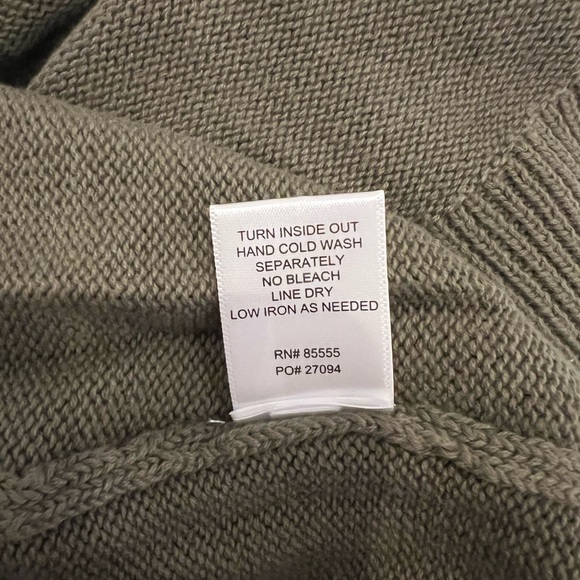 TURN INSIDE OUT
HAND COLD WASH
SEPARATELY
NO BLEACH
LINE DRY
LOW IRON AS NEEDED
RN# 85555
PO# 27094